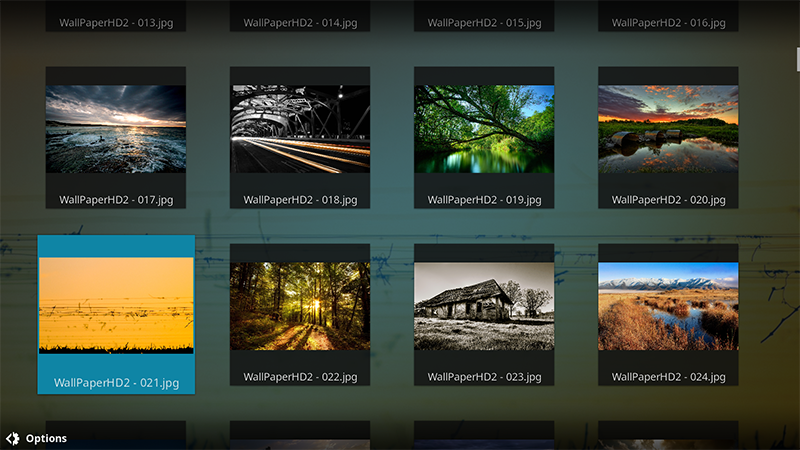 WallPaperHD2 - 013.jpg
WallPaperHD2 - 014.jpg
WallPaperHD2 - 015.jpg
WallPaperHD2 - 016.jpg
WallPaperHD2 - 017.jpg
WallPaperHD2 - 018.jpg
WallPaperHD2 - 019.jpg
WallPaperHD2 - 020.jpg
WallPaperHD2 - 021.jpg
WallPaperHD2 - 022.jpg
WallPaperHD2 - 023.jpg
WallPaperHD2 - 024.jpg
Options